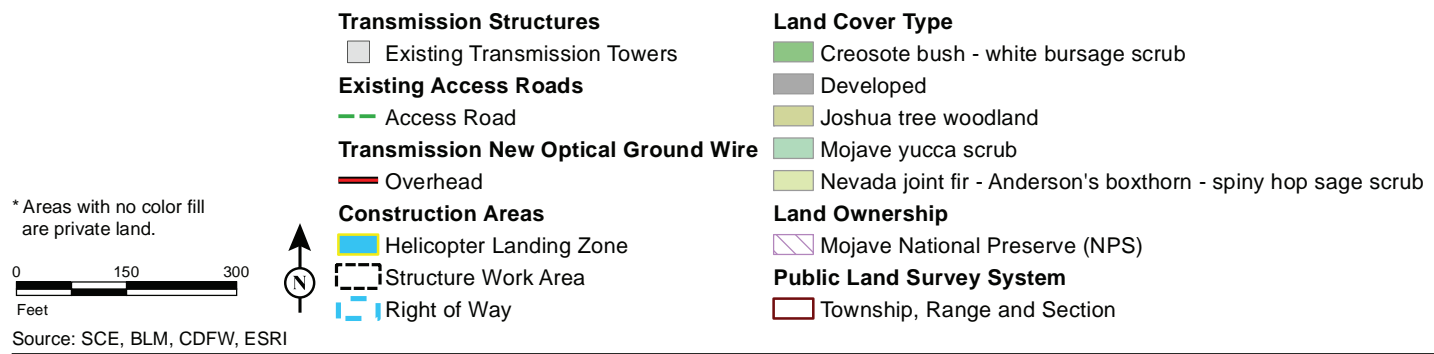 * Areas with no color fill
are private land.
0 150 300
Feet
Source: SCE, BLM, CDFW, ESRI
N
Transmission Structures
Existing Transmission Towers
Existing Access Roads
Access Road
Transmission New Optical Ground Wire
Overhead
Construction Areas
Helicopter Landing Zone
Structure Work Area
Right of Way
Land Cover Type
Creosote bush - white bursage scrub
Developed
Joshua tree woodland
Mojave yucca scrub
Nevada joint fir - Anderson's boxthorn - spiny hop sage scrub
Land Ownership
Mojave National Preserve (NPS)
Public Land Survey System
Township, Range and Section